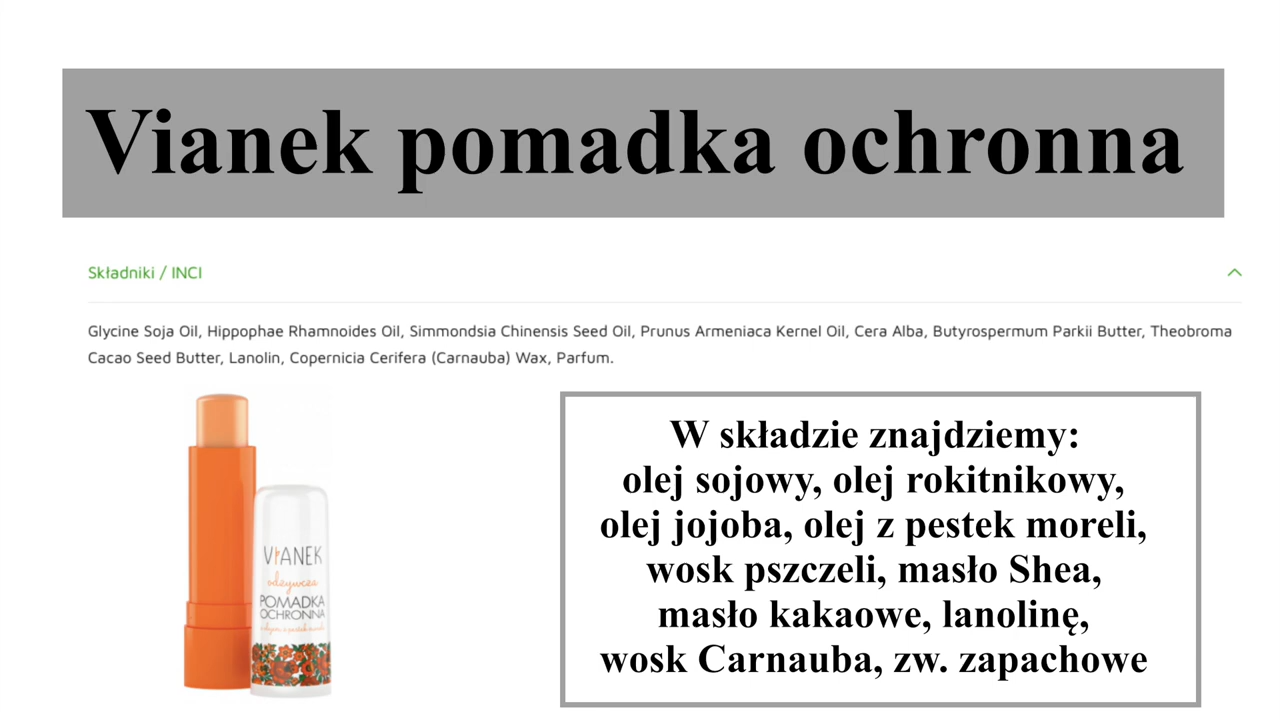 Vianek pomadka ochronna
Składniki / INCI
Glycine Soja Oil, Hippophae Rhamnoides Oil, Simmondsia Chinensis Seed Oil, Prunus Armeniaca Kernel Oil, Cera Alba, Butyrospermum Parkii Butter, Theobroma
Cacao Seed Butter, Lanolin, Copernicia Cerifera (Carnauba) Wax, Parfum.
W składzie znajdziemy:
olej sojowy, olej rokitnikowy,
olej jojoba, olej z pestek moreli,
wosk pszczeli, masło Shea,
masło kakaowe, lanolinę,
wosk Carnauba, zw. zapachowe
VIANEK
odżywcza
POMADKA
OCHRONNA
z olejem z pestek moreli